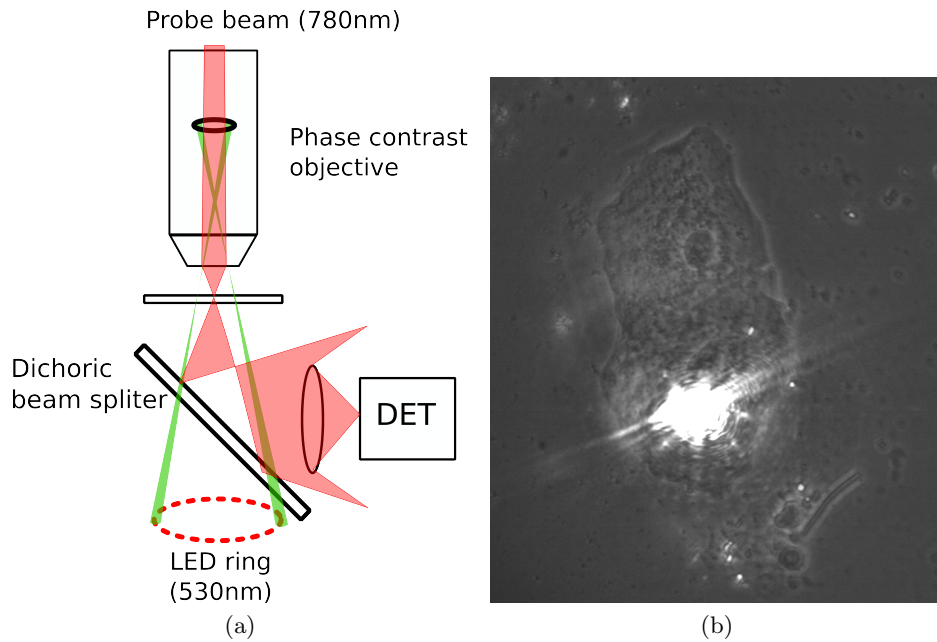 Probe beam (780nm)
Phase contrast
objective
Dichoric
beam spliter
DET
LED ring
(530nm)
(a)
(b)